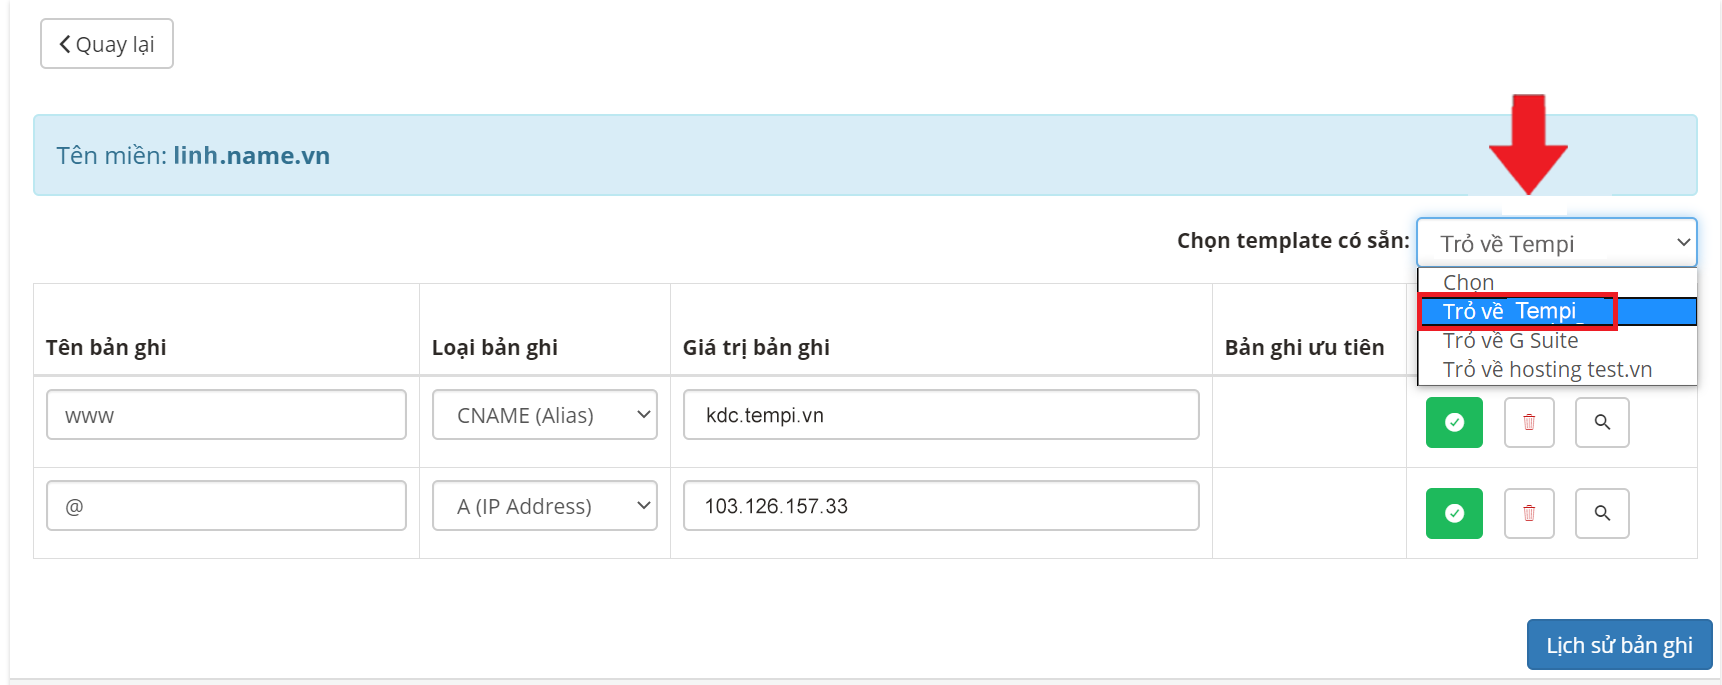 Quay lại
Tên miền: linh.name.vn
Chọn template có sẵn: Trỏ về Tempi
Chọn
Trỏ về Tempi
Trỏ về G Suite
Trỏ về hosting test.vn
Tên bản ghi Loại bản ghi Giá trị bản ghi Bản ghi ưu tiên
www CNAME (Alias) kdc.tempi.vn
@ A (IP Address) 103.126.157.33
Lịch sử bản ghi